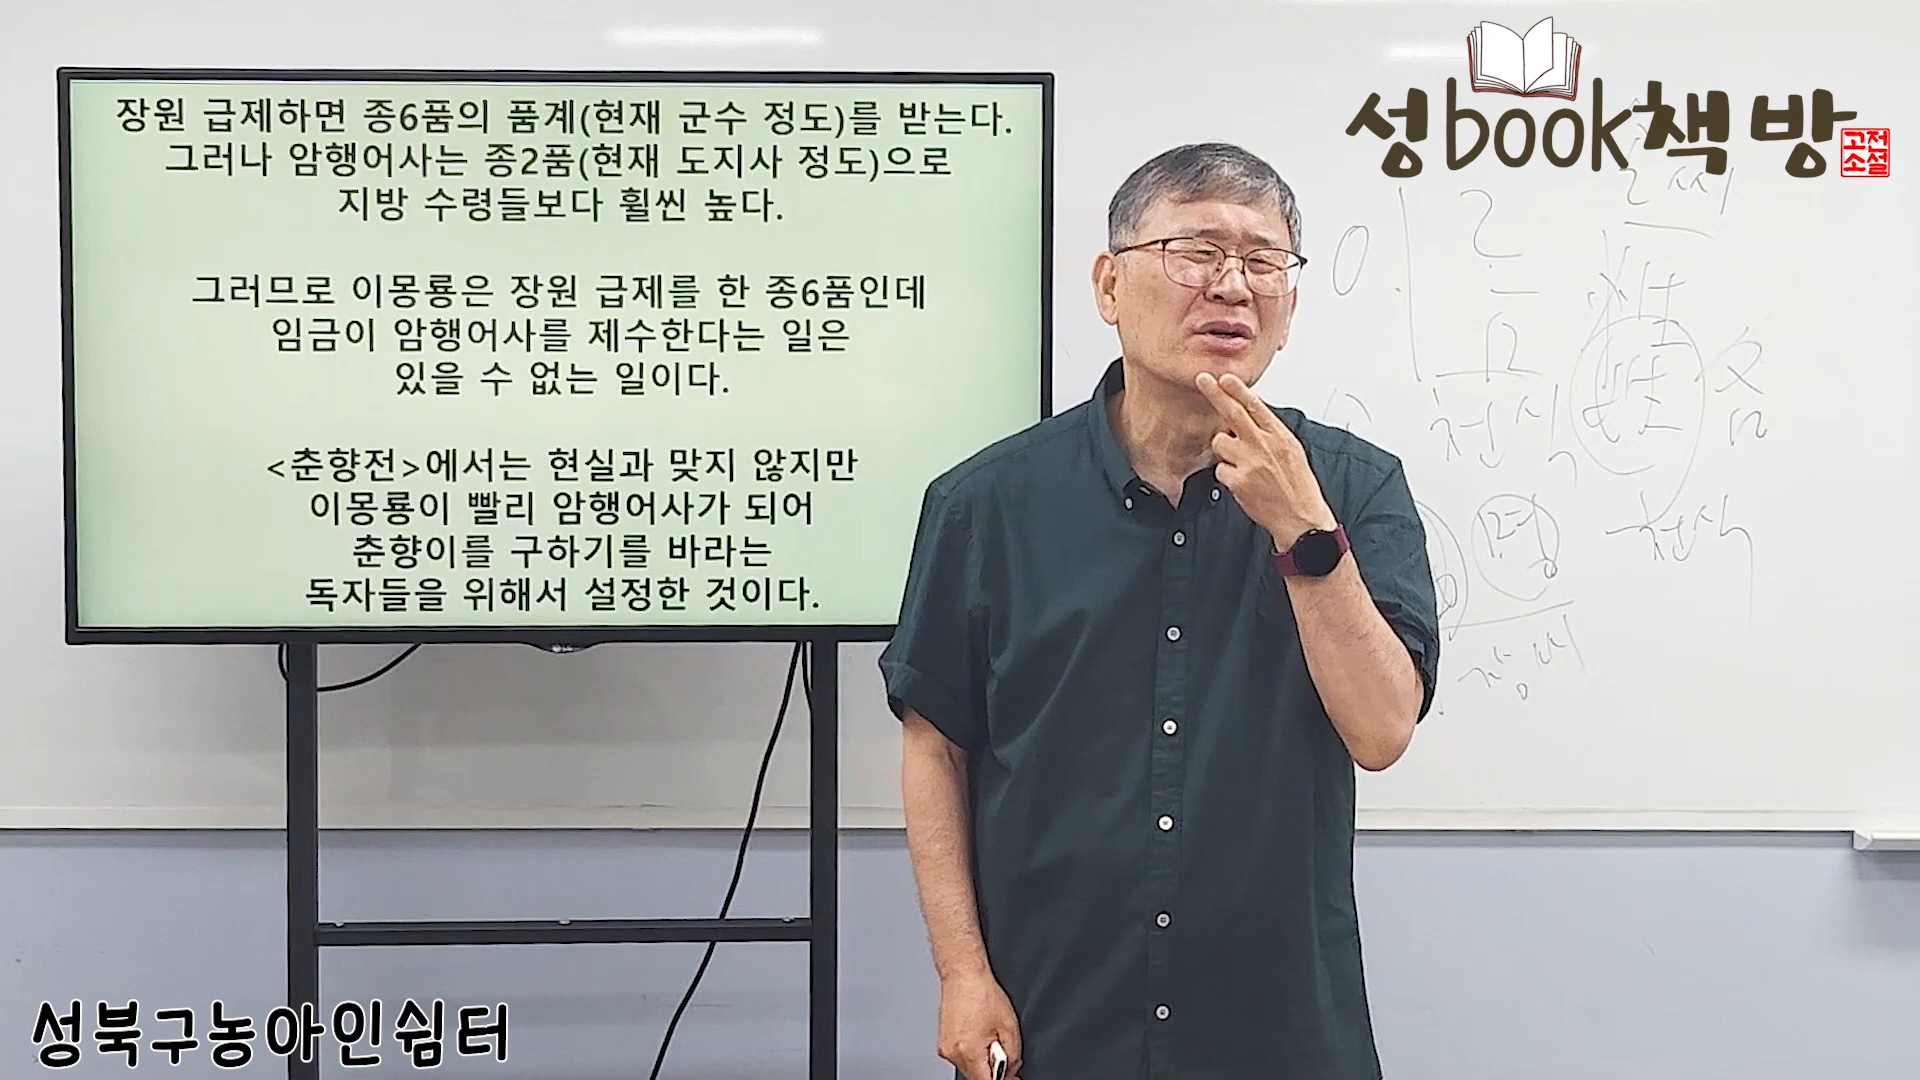 장원 급제하면 종6품의 품계(현재 군수 정도)를 받는다.
그러나 암행어사는 종2품(현재 도지사 정도)으로
지방 수령들보다 훨씬 높다.
그러므로 이몽룡은 장원 급제를 한 종6품인데
임금이 암행어사를 제수한다는 일은
있을 수 없는 일이다.
<춘향전>에서는 현실과 맞지 않지만
이몽룡이 빨리 암행어사가 되어
춘향이를 구하기를 바라는
독자들을 위해서 설정한 것이다.
LG
성book책방
고전
소설
이름
천식
천식
성북구농아인쉼터